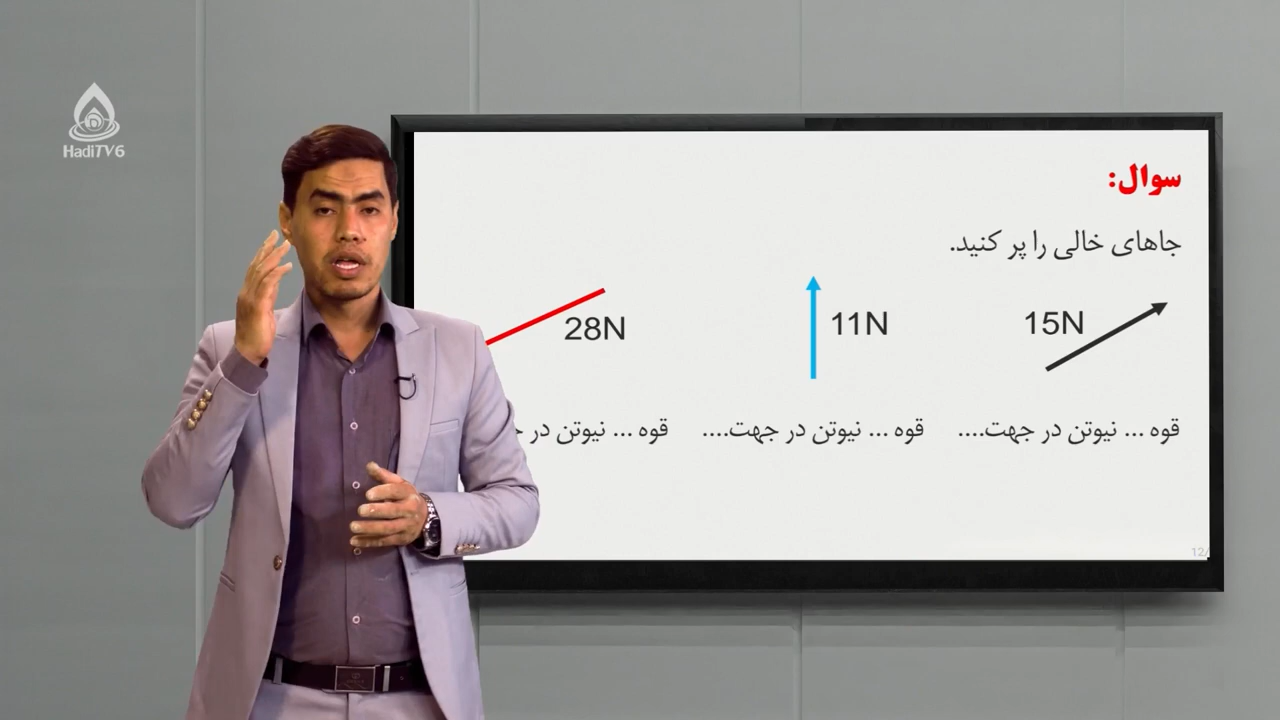 HadiTV6
سوال:
جاهای خالی را پر کنید.
15N
11N
28N
قوه ... نیوتن در جهت....
قوه ... نیوتن در جهت....
قوه ... نیوتن در
12